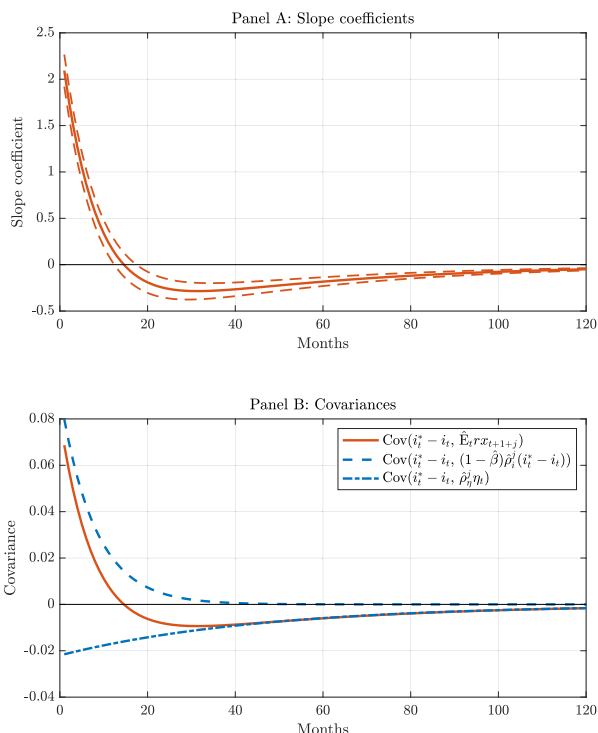 Panel A: Slope coefficients
2.5
2
1.5
1
0.5
0
-0.5
Slope coefficient
0 20 40 60 80 100 120
Months
Panel B: Covariances
0.08
0.06
0.04
0.02
0
-0.02
-0.04
Covariance
Cov(i*_t − i_t, Ê_t rx_{t+1+j})
Cov(i*_t − i_t, (1 − β̂)ρ̂_i^j(i*_t − i_t))
Cov(i*_t − i_t, ρ̂_η^j η_t)
0 20 40 60 80 100 120
Months